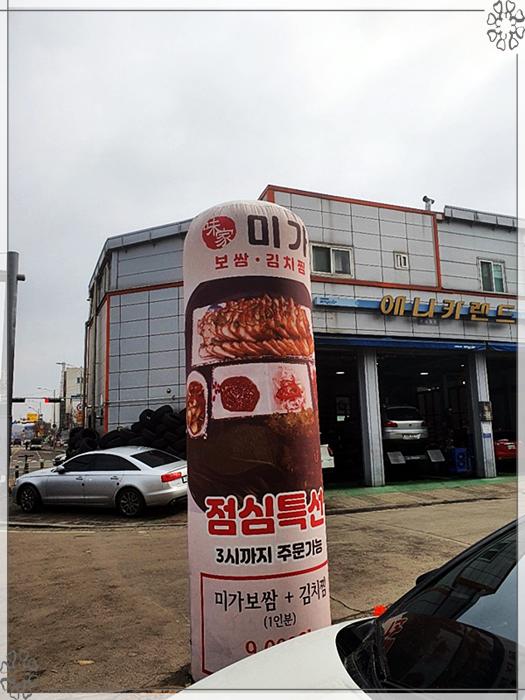 味家 미가
보쌈·김치찜
애니카랜드
점심특선
3시까지 주문가능
미가보쌈 + 김치찜
(1인분)